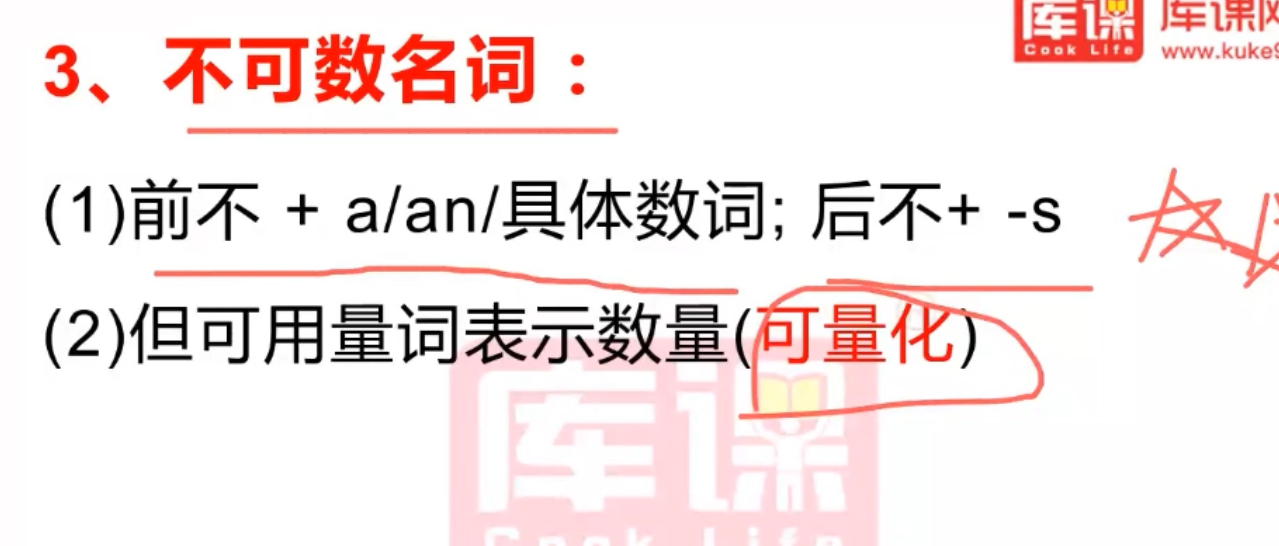 库课 库课网
Cook Life www.kuke9
3、不可数名词：
(1)前不 + a/an/具体数词; 后不+ -s
(2)但可用量词表示数量(可量化)
库课
Cook Life